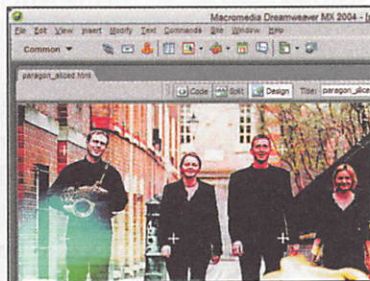 Macromedia Dreamweaver MX 2004 - [
File Edit View Insert Modify Text Commands Site Window Help
Common
paragon_sliced.html
Code Split Design Title: paragon_slice